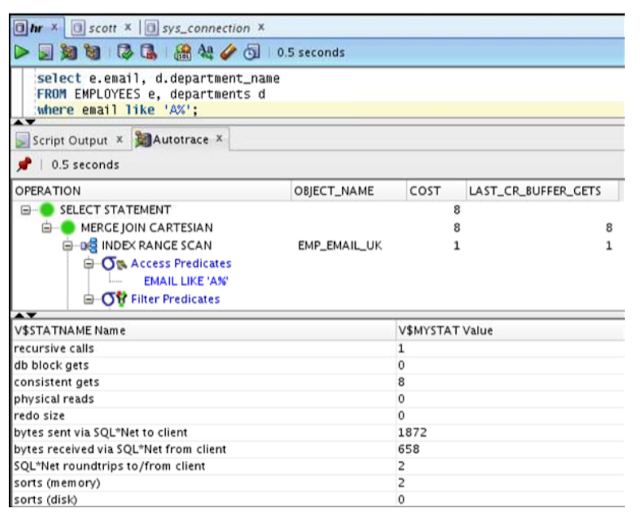 hr x scott x sys_connection x
0.5 seconds
select e.email, d.department_name
FROM EMPLOYEES e, departments d
where email like 'A%';
Script Output x Autotrace x
0.5 seconds
OPERATION OBJECT_NAME COST LAST_CR_BUFFER_GETS
SELECT STATEMENT 8
MERGE JOIN CARTESIAN 8 8
INDEX RANGE SCAN EMP_EMAIL_UK 1 1
Access Predicates
EMAIL LIKE 'A%'
Filter Predicates
V$STATNAME Name V$MYSTAT Value
recursive calls 1
db block gets 0
consistent gets 8
physical reads 0
redo size 0
bytes sent via SQL*Net to client 1872
bytes received via SQL*Net from client 658
SQL*Net roundtrips to/from client 2
sorts (memory) 2
sorts (disk) 0